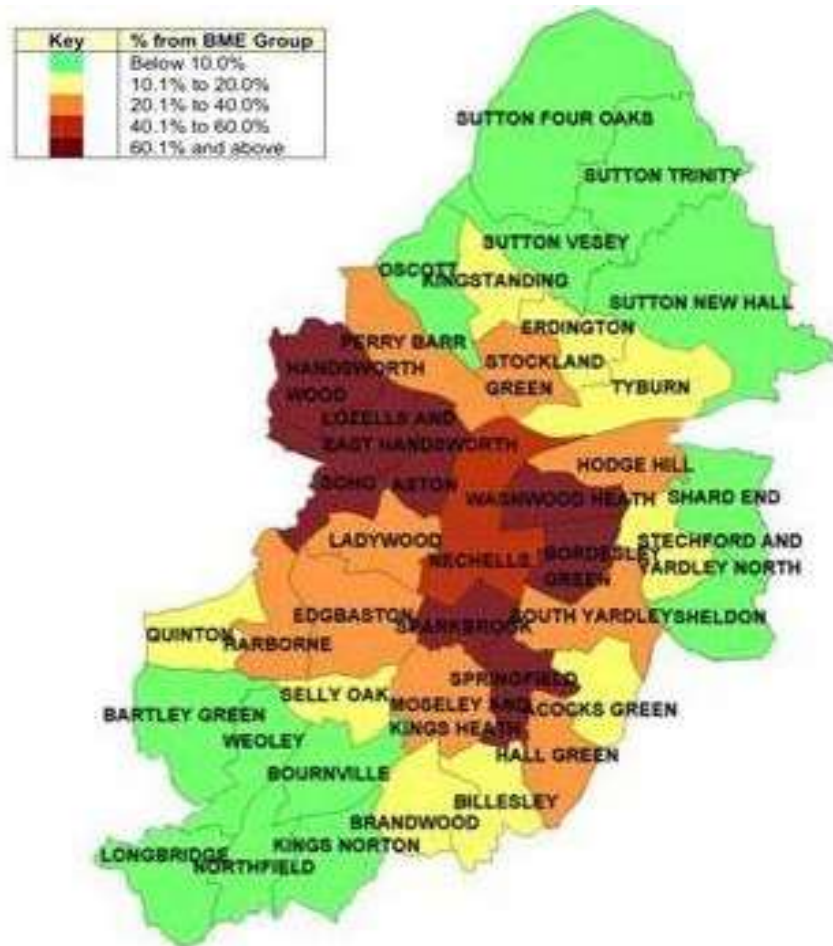 Key % from BME Group
Below 10.0%
10.1% to 20.0%
20.1% to 40.0%
40.1% to 60.0%
60.1% and above
SUTTON FOUR OAKS
SUTTON TRINITY
SUTTON VESEY
OSCOTT
KINGSTANDING
SUTTON NEW HALL
ERDINGTON
PERRY BARR
STOCKLAND
GREEN
TYBURN
HANDSWORTH
WOOD
LOZELLS AND
EAST HANDSWORTH
HODGE HILL
SOHO
ASTON
WASHWOOD HEATH
SHARD END
LADYWOOD
NECHELLS
BORDESLEY
GREEN
STECHFORD AND
YARDLEY NORTH
EDGBASTON
SPARKBROOK
SOUTH YARDLEY
SHELDON
QUINTON
HARBORNE
SPRINGFIELD
SELLY OAK
MOSELEY AND
KINGS HEATH
ACOCKS GREEN
BARTLEY GREEN
WEOLEY
HALL GREEN
BOURNVILLE
BILLESLEY
BRANDWOOD
KINGS NORTON
LONGBRIDGE
NORTHFIELD